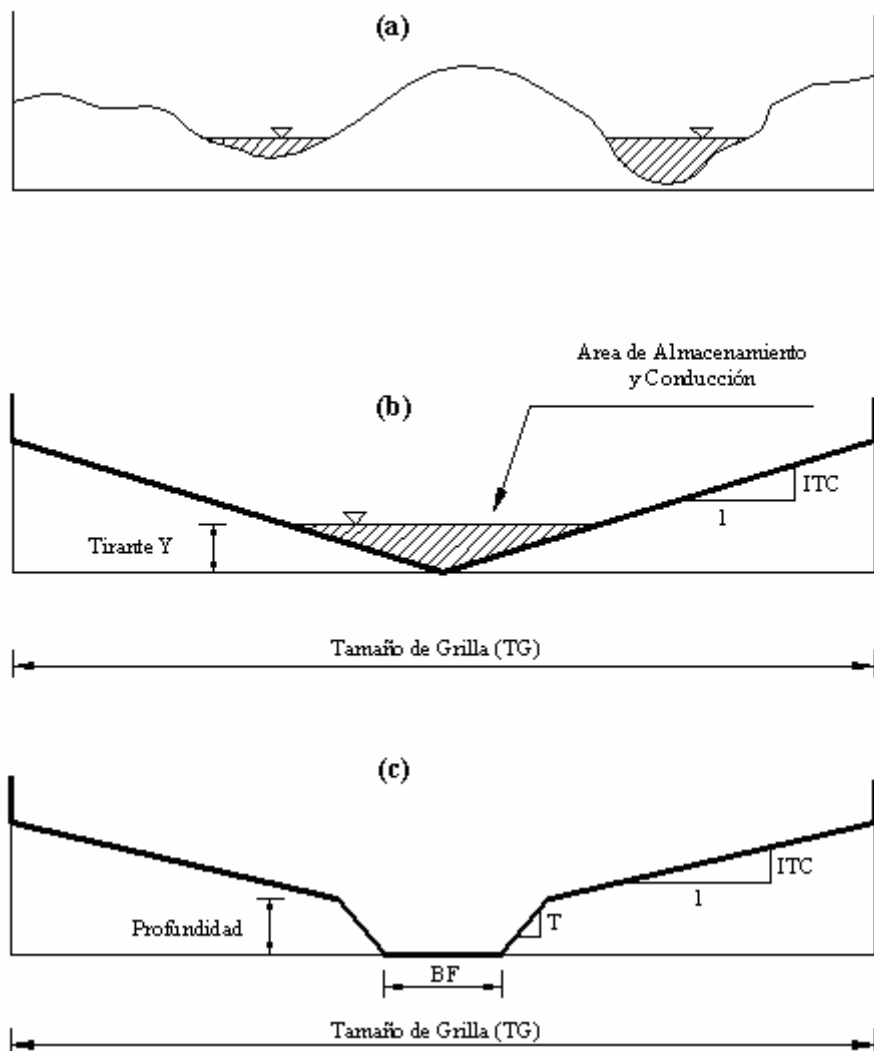 (a)
Area de Almacenamiento
y Conducción
(b)
ITC
1
Tirante Y
Tamaño de Grilla (TG)
(c)
ITC
1
T
Profundidad
BF
Tamaño de Grilla (TG)